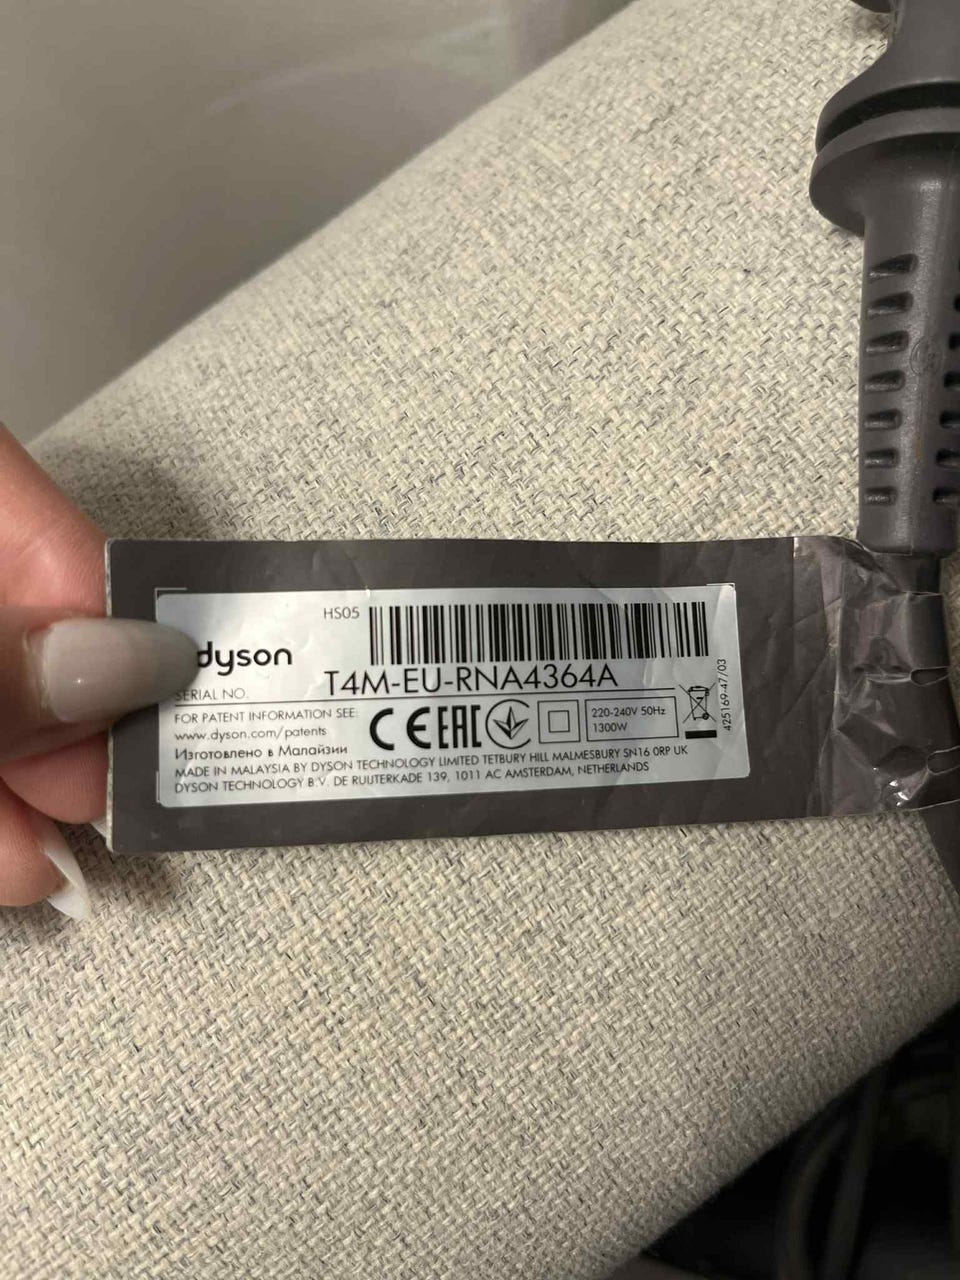 HS05
dyson
T4M-EU-RNA4364A
SERIAL NO.
FOR PATENT INFORMATION SEE:
www.dyson.com/patents
CE EAC
220-240V 50Hz
1300W
Изготовлено в Малайзии
MADE IN MALAYSIA BY DYSON TECHNOLOGY LIMITED TETBURY HILL MALMESBURY SN16 0RP UK
DYSON TECHNOLOGY B.V. DE RUIJTERKADE 139, 1011 AC AMSTERDAM, NETHERLANDS
425169-47/03